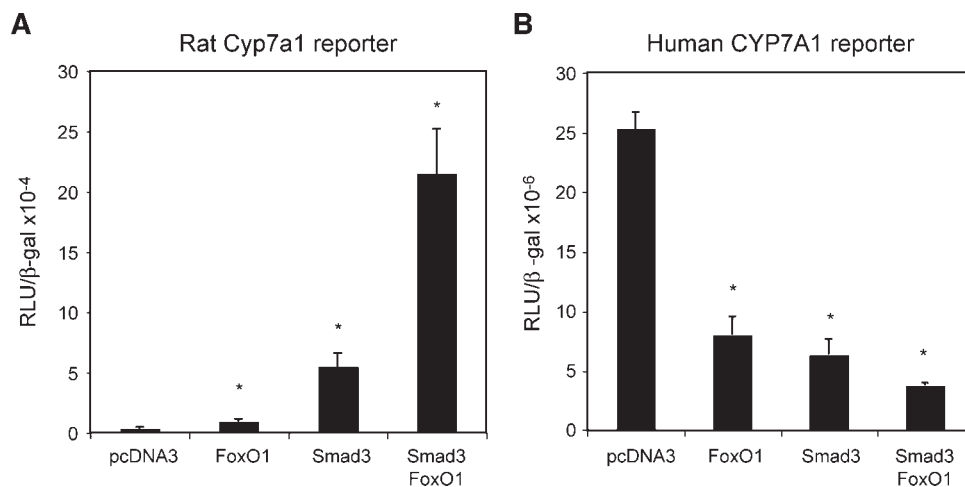 A
Rat Cyp7a1 reporter
RLU/β-gal x10-4
30
25
20
15
10
5
0
*
*
*
pcDNA3
FoxO1
Smad3
Smad3
FoxO1
B
Human CYP7A1 reporter
RLU/β -gal x10-6
30
25
20
15
10
5
0
*
*
*
pcDNA3
FoxO1
Smad3
Smad3
FoxO1